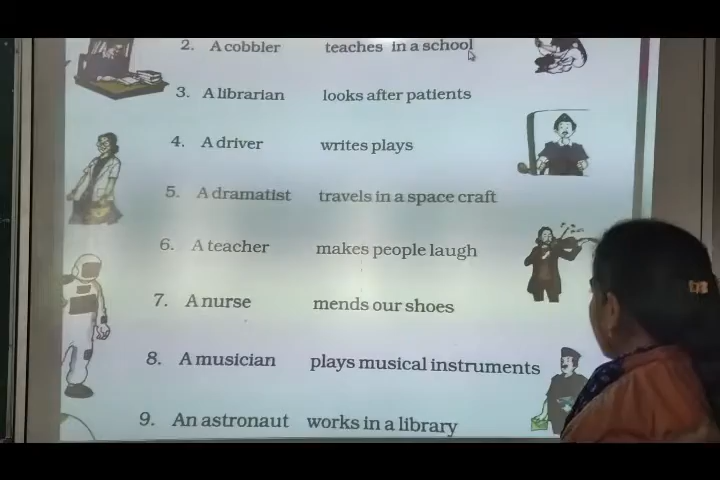 2. A cobbler teaches in a school
3. A librarian looks after patients
4. A driver writes plays
5. A dramatist travels in a space craft
6. A teacher makes people laugh
7. A nurse mends our shoes
8. A musician plays musical instruments
9. An astronaut works in a library